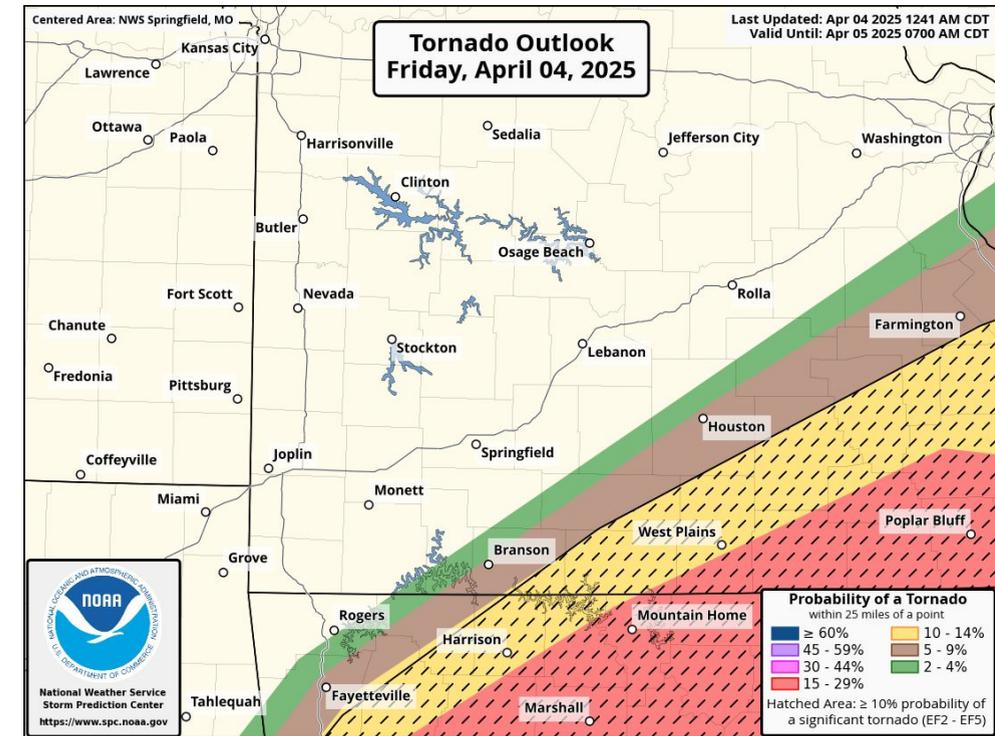 Centered Area: NWS Springfield, MO
Last Updated: Apr 04 2025 1241 AM CDT
Valid Until: Apr 05 2025 0700 AM CDT
Tornado Outlook
Friday, April 04, 2025
Kansas City
Lawrence
Ottawa
Paola
Harrisonville
Sedalia
Jefferson City
Washington
Clinton
Butler
Osage Beach
Fort Scott
Nevada
Rolla
Chanute
Stockton
Lebanon
Farmington
Fredonia
Pittsburg
Houston
Coffeyville
Joplin
Springfield
Miami
Monett
West Plains
Poplar Bluff
Grove
Branson
Rogers
Harrison
Mountain Home
Tahlequah
Fayetteville
Marshall
NATIONAL OCEANIC AND ATMOSPHERIC ADMINISTRATION
NOAA
U.S. DEPARTMENT OF COMMERCE
National Weather Service
Storm Prediction Center
https://www.spc.noaa.gov
Probability of a Tornado
within 25 miles of a point
≥ 60%
10 - 14%
45 - 59%
5 - 9%
30 - 44%
2 - 4%
15 - 29%
Hatched Area: ≥ 10% probability of
a significant tornado (EF2 - EF5)